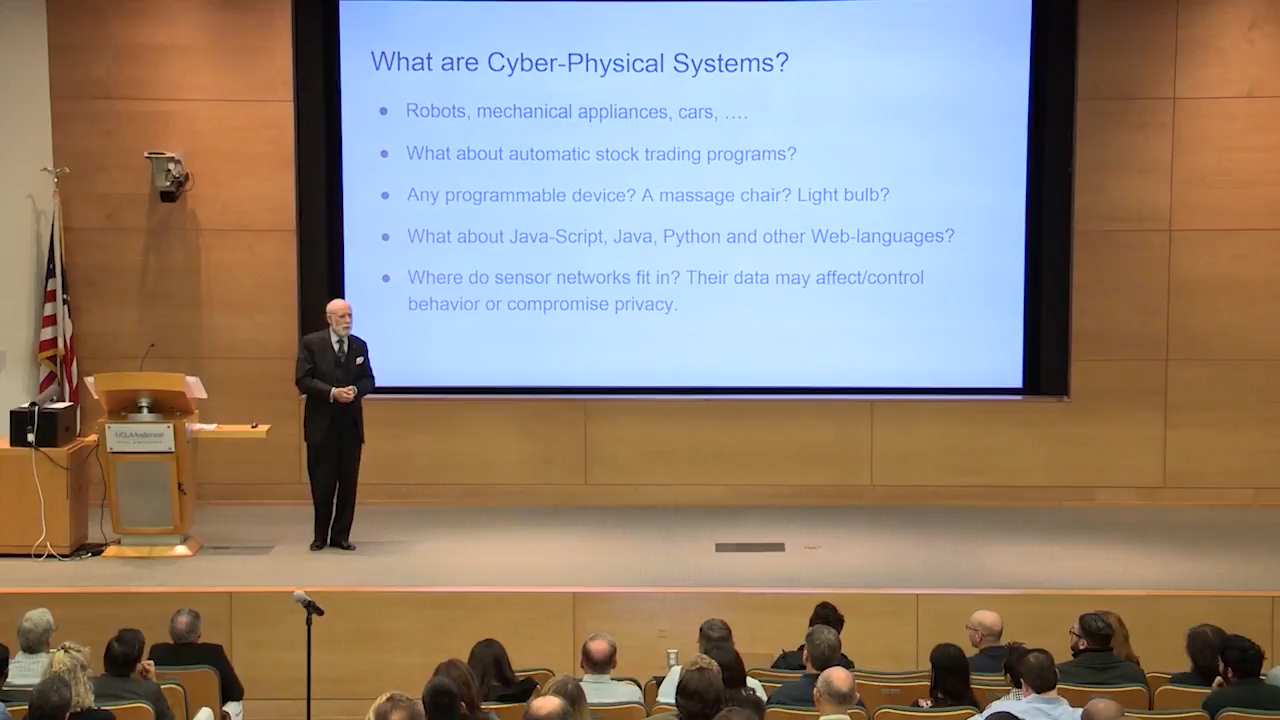 What are Cyber-Physical Systems?
● Robots, mechanical appliances, cars, ....
● What about automatic stock trading programs?
● Any programmable device? A massage chair? Light bulb?
● What about Java-Script, Java, Python and other Web-languages?
● Where do sensor networks fit in? Their data may affect/control
behavior or compromise privacy.
UCLA Anderson